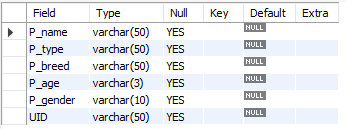 Field Type Null Key Default Extra
P_name varchar(50) YES NULL
P_type varchar(50) YES NULL
P_breed varchar(50) YES NULL
P_age varchar(3) YES NULL
P_gender varchar(10) YES NULL
UID varchar(50) YES NULL